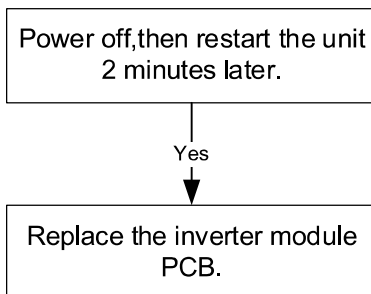 Power off,then restart the unit
2 minutes later.
Yes
Replace the inverter module
PCB.